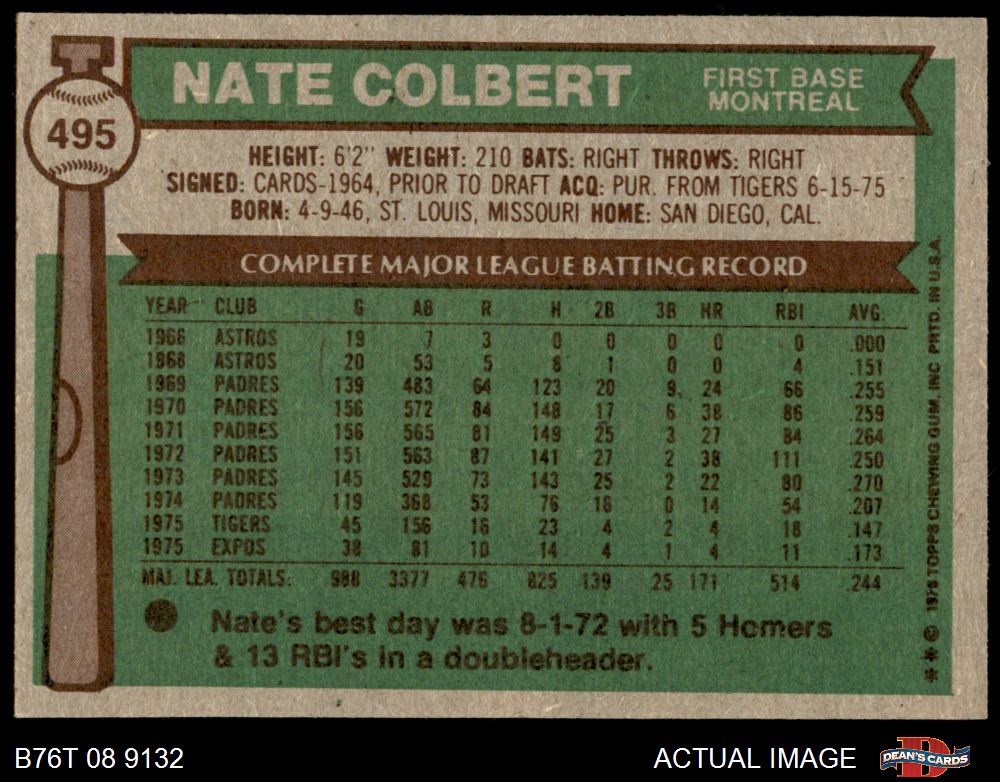 NATE COLBERT
FIRST BASE
MONTREAL
495
HEIGHT: 6'2" WEIGHT: 210 BATS: RIGHT THROWS: RIGHT
SIGNED: CARDS-1964, PRIOR TO DRAFT ACQ: PUR. FROM TIGERS 6-15-75
BORN: 4-9-46, ST. LOUIS, MISSOURI HOME: SAN DIEGO, CAL.
COMPLETE MAJOR LEAGUE BATTING RECORD
YEAR CLUB G AB R H 2B 3B HR RBI AVG.
1966 ASTROS 19 7 3 0 0 0 0 0 .000
1968 ASTROS 20 53 5 8 1 0 0 4 .151
1969 PADRES 139 483 64 123 20 9 24 66 .255
1970 PADRES 156 572 84 148 17 6 38 86 .259
1971 PADRES 156 565 81 149 25 3 27 84 .264
1972 PADRES 151 563 87 141 27 2 38 111 .250
1973 PADRES 145 529 73 143 25 2 22 80 .270
1974 PADRES 119 368 53 76 16 0 14 54 .207
1975 TIGERS 45 156 16 23 4 2 4 18 .147
1975 EXPOS 38 81 10 14 4 1 4 11 .173
MAJ. LEA. TOTALS. 988 3377 476 825 139 25 171 514 .244
Nate's best day was 8-1-72 with 5 Homers
& 13 RBI's in a doubleheader.
** © 1976 TOPPS CHEWING GUM, INC PRTD. IN U.S.A.
B76T 08 9132
ACTUAL IMAGE
DEAN'S CARDS